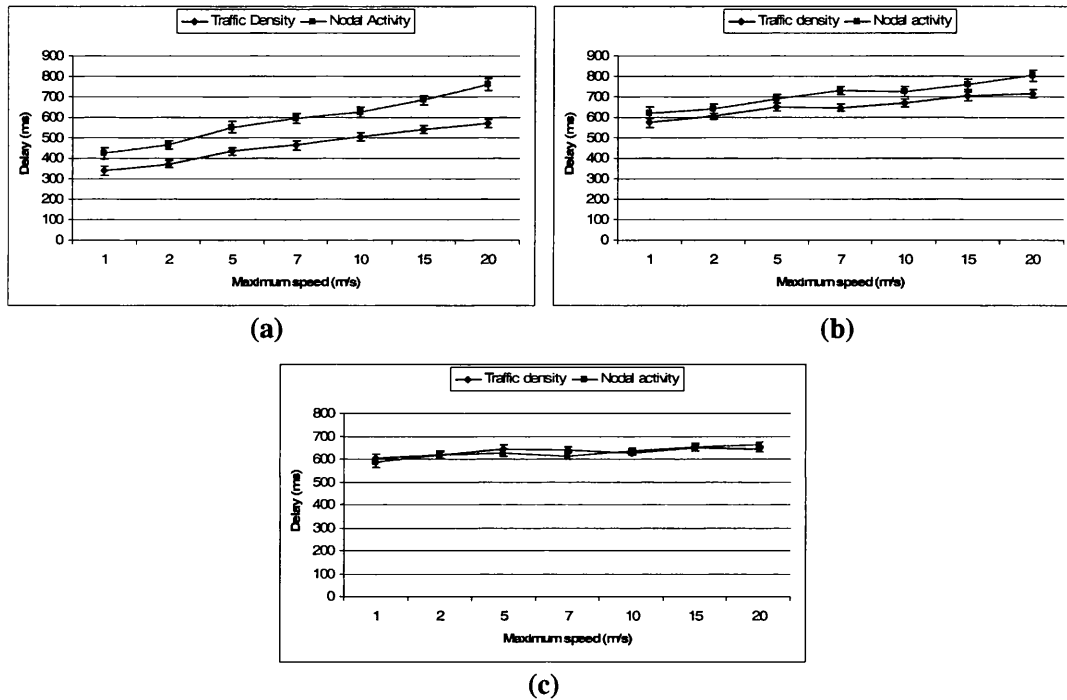 Traffic Density Nodal Activity
900
800
700
600
500
400
300
200
100
0
Delay (ms)
1 2 5 7 10 15 20
Maximum speed (m/s)
(a)
Traffic density Nodal activity
900
800
700
600
500
400
300
200
100
0
Delay (ms)
1 2 5 7 10 15 20
Maximum speed (m/s)
(b)
Traffic density Nodal activity
800
700
600
500
400
300
200
100
0
Delay (ms)
1 2 5 7 10 15 20
Maximum speed (m/s)
(c)